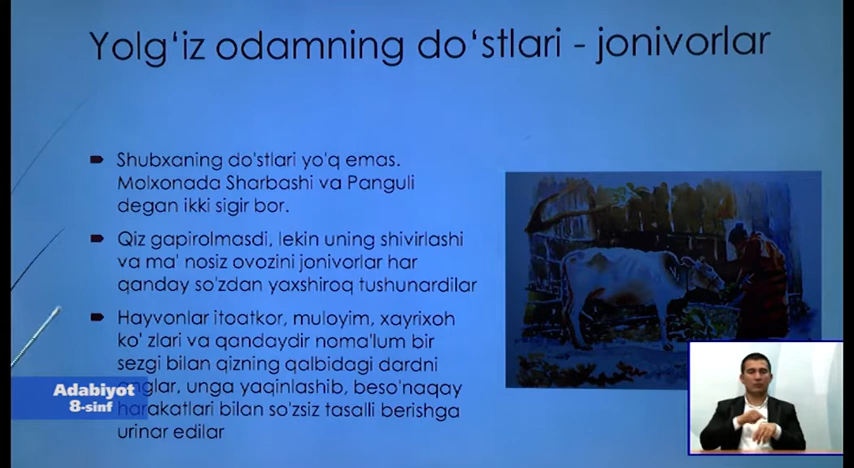 Yolg‘iz odamning do‘stlari - jonivorlar
Shubxaning do'stlari yo'q emas.
Molxonada Sharbashi va Panguli
degan ikki sigir bor.
Qiz gapirolmasdi, lekin uning shivirlashi
va ma' nosiz ovozini jonivorlar har
qanday so'zdan yaxshiroq tushunardilar
Hayvonlar itoatkor, muloyim, xayrixoh
ko' zlari va qandaydir noma'lum bir
sezgi bilan qizning qalbidagi dardni
unga yaqinlashib, beso'naqay
harakatlari bilan so'zsiz tasalli berishga
urinar edilar
Adabiyot
8-sinf